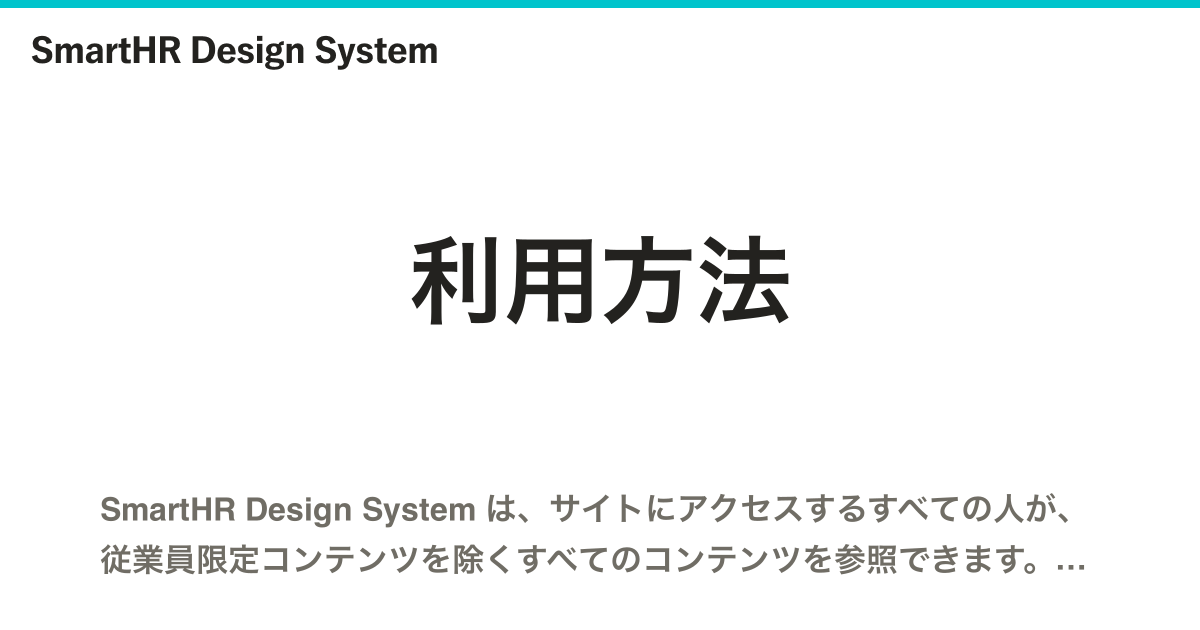 SmartHR Design System
利用方法
SmartHR Design System は、サイトにアクセスするすべての人が、
従業員限定コンテンツを除くすべてのコンテンツを参照できます。…